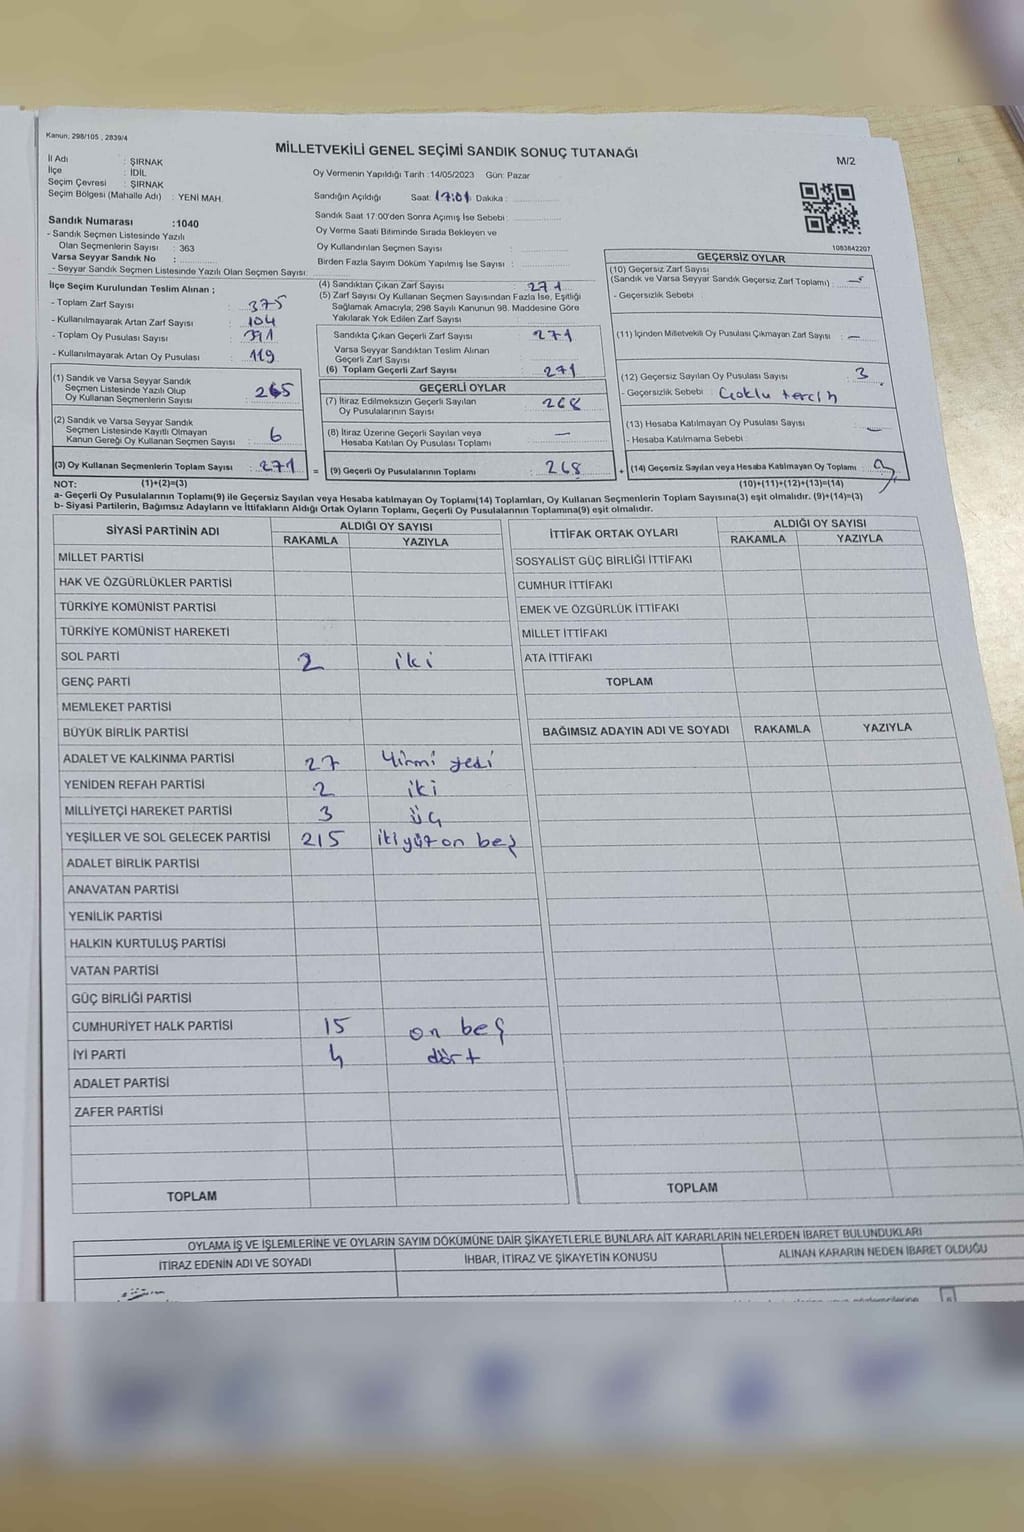 Kanun; 298/105 , 2839/4
MİLLETVEKİLİ GENEL SEÇİMİ SANDIK SONUÇ TUTANAĞI
M/2
İl Adı : ŞIRNAK
İlçe : İDİL
Seçim Çevresi : ŞIRNAK
Seçim Bölgesi (Mahalle Adı) : YENİ MAH.
Sandık Numarası :1040
- Sandık Seçmen Listesinde Yazılı
Olan Seçmenlerin Sayısı : 363
Varsa Seyyar Sandık No :
- Seyyar Sandık Seçmen Listesinde Yazılı Olan Seçmen Sayısı:
Oy Vermenin Yapıldığı Tarih :14/05/2023 Gün: Pazar
Sandığın Açıldığı Saat: 17:01 Dakika:
Sandık Saat 17:00'den Sonra Açımış İse Sebebi :
Oy Verme Saati Bitiminde Sırada Bekleyen ve
Oy Kullandırılan Seçmen Sayısı :
Birden Fazla Sayım Döküm Yapılmış İse Sayısı :
1083842207
İlçe Seçim Kurulundan Teslim Alınan ;
- Toplam Zarf Sayısı : 375
- Kullanılmayarak Artan Zarf Sayısı : 104
- Toplam Oy Pusulası Sayısı : 391
- Kullanılmayarak Artan Oy Pusulası : 119
(1) Sandık ve Varsa Seyyar Sandık
Seçmen Listesinde Yazılı Olup
Oy Kullanan Seçmenlerin Sayısı : 265
(2) Sandık ve Varsa Seyyar Sandık
Seçmen Listesinde Kayıtlı Olmayan
Kanun Gereği Oy Kullanan Seçmen Sayısı : 6
(3) Oy Kullanan Seçmenlerin Toplam Sayısı : 271
(4) Sandıktan Çıkan Zarf Sayısı : 271
(5) Zarf Sayısı Oy Kullanan Seçmen Sayısından Fazla İse, Eşitliği
Sağlamak Amacıyla, 298 Sayılı Kanunun 98. Maddesine Göre
Yakılarak Yok Edilen Zarf Sayısı
Sandıkta Çıkan Geçerli Zarf Sayısı : 271
Varsa Seyyar Sandıktan Teslim Alınan
Geçerli Zarf Sayısı
(6) Toplam Geçerli Zarf Sayısı : 271
GEÇERLİ OYLAR
(7) İtiraz Edilmeksizin Geçerli Sayılan
Oy Pusulalarının Sayısı : 268
(8) İtiraz Üzerine Geçerli Sayılan veya
Hesaba Katılan Oy Pusulası Toplamı : —
= (9) Geçerli Oy Pusulalarının Toplamı : 268
GEÇERSİZ OYLAR
(10) Geçersiz Zarf Sayısı
(Sandık ve Varsa Seyyar Sandık Geçersiz Zarf Toplamı) : —
- Geçersizlik Sebebi :
(11) İçinden Milletvekili Oy Pusulası Çıkmayan Zarf Sayısı : —
(12) Geçersiz Sayılan Oy Pusulası Sayısı : 3
- Geçersizlik Sebebi : Çoklu tercih
(13) Hesaba Katılmayan Oy Pusulası Sayısı : —
- Hesaba Katılmama Sebebi :
+ (14) Geçersiz Sayılan veya Hesaba Katılmayan Oy Toplamı :
NOT: (1)+(2)=(3) (10)+(11)+(12)+(13)=(14)
a- Geçerli Oy Pusulalarının Toplamı(9) ile Geçersiz Sayılan veya Hesaba katılmayan Oy Toplamı(14) Toplamları, Oy Kullanan Seçmenlerin Toplam Sayısına(3) eşit olmalıdır. (9)+(14)=(3)
b- Siyasi Partilerin, Bağımsız Adayların ve İttifakların Aldığı Ortak Oyların Toplamı, Geçerli Oy Pusulalarının Toplamına(9) eşit olmalıdır.
SİYASİ PARTİNİN ADI ALDIĞI OY SAYISI
RAKAMLA YAZIYLA
MİLLET PARTİSİ
HAK VE ÖZGÜRLÜKLER PARTİSİ
TÜRKİYE KOMÜNİST PARTİSİ
TÜRKİYE KOMÜNİST HAREKETİ
SOL PARTİ 2 iki
GENÇ PARTİ
MEMLEKET PARTİSİ
BÜYÜK BİRLİK PARTİSİ
ADALET VE KALKINMA PARTİSİ 27 Yirmi yedi
YENİDEN REFAH PARTİSİ 2 iki
MİLLİYETÇİ HAREKET PARTİSİ 3 üç
YEŞİLLER VE SOL GELECEK PARTİSİ 215 ikiyüz on beş
ADALET BİRLİK PARTİSİ
ANAVATAN PARTİSİ
YENİLİK PARTİSİ
HALKIN KURTULUŞ PARTİSİ
VATAN PARTİSİ
GÜÇ BİRLİĞİ PARTİSİ
CUMHURİYET HALK PARTİSİ 15 on beş
İYİ PARTİ 4 dört
ADALET PARTİSİ
ZAFER PARTİSİ
TOPLAM
İTTİFAK ORTAK OYLARI ALDIĞI OY SAYISI
RAKAMLA YAZIYLA
SOSYALİST GÜÇ BİRLİĞİ İTTİFAKI
CUMHUR İTTİFAKI
EMEK VE ÖZGÜRLÜK İTTİFAKI
MİLLET İTTİFAKI
ATA İTTİFAKI
TOPLAM
BAĞIMSIZ ADAYIN ADI VE SOYADI RAKAMLA YAZIYLA
TOPLAM
OYLAMA İŞ VE İŞLEMLERİNE VE OYLARIN SAYIM DÖKÜMÜNE DAİR ŞİKAYETLERLE BUNLARA AİT KARARLARIN NELERDEN İBARET BULUNDUKLARI
İTİRAZ EDENİN ADI VE SOYADI İHBAR, İTİRAZ VE ŞİKAYETİN KONUSU ALINAN KARARIN NEDEN İBARET OLDUĞU